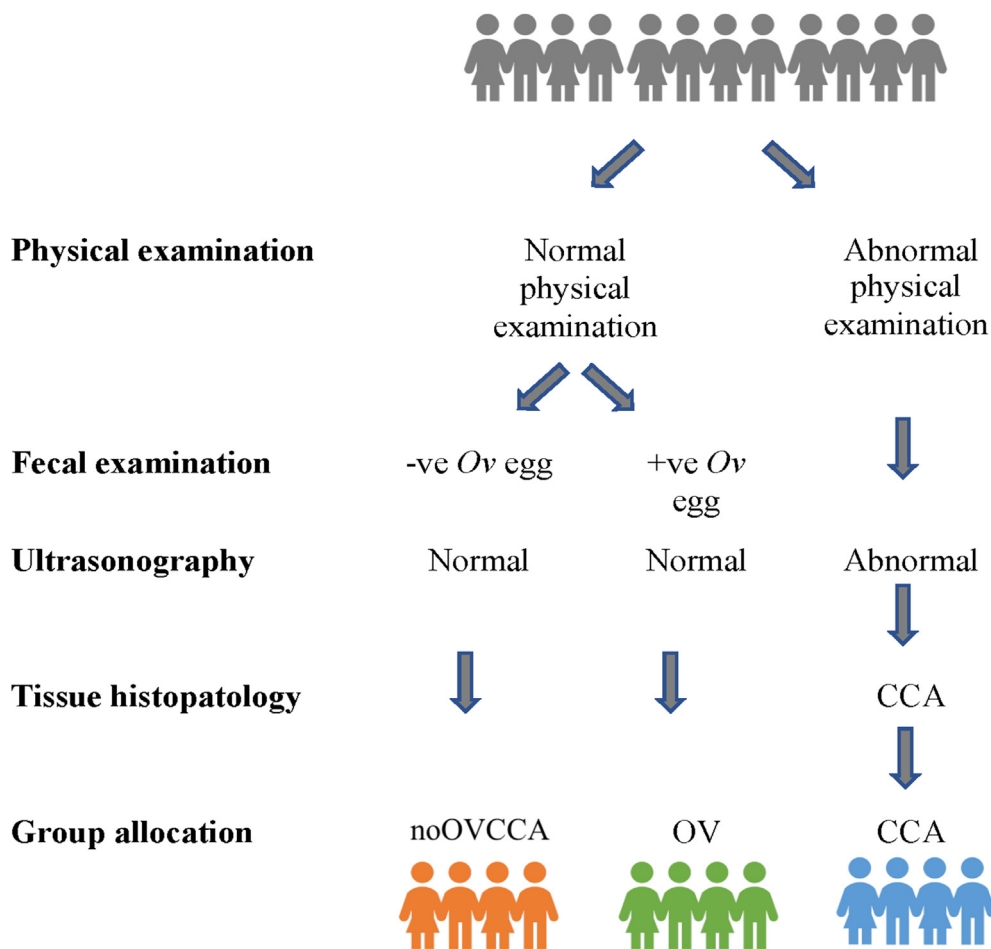 Physical examination
Normal
physical
examination
Abnormal
physical
examination
Fecal examination
-ve Ov egg
+ve Ov
egg
Ultrasonography
Normal
Normal
Abnormal
Tissue histopatology
CCA
Group allocation
noOVCCA
OV
CCA